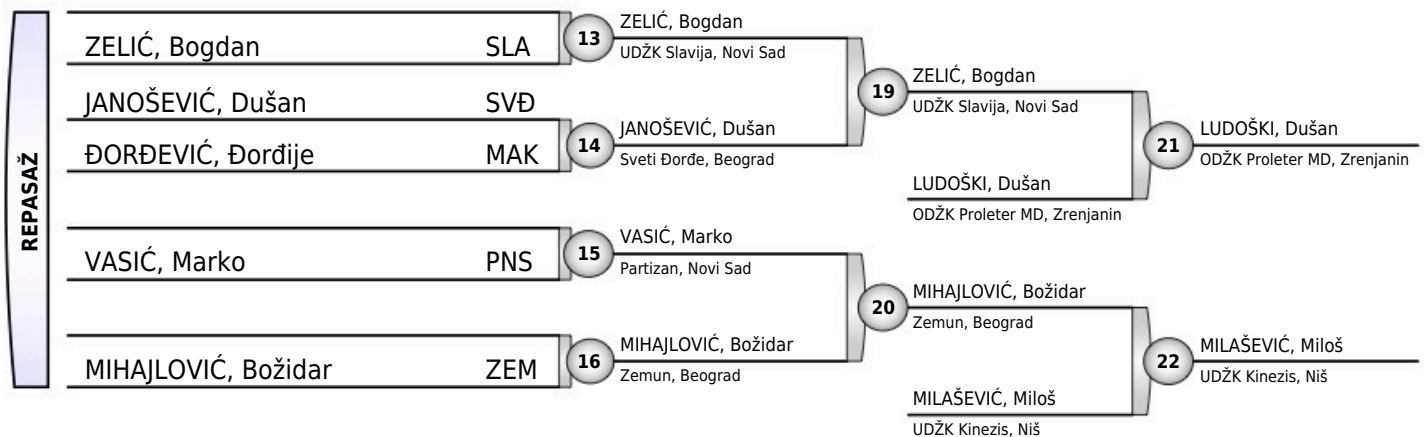 REPASAŽ
ZELIĆ, Bogdan SLA
JANOŠEVIĆ, Dušan SVĐ
ĐORĐEVIĆ, Đorđije MAK
VASIĆ, Marko PNS
MIHAJLOVIĆ, Božidar ZEM
13
ZELIĆ, Bogdan
UDŽK Slavija, Novi Sad
14
JANOŠEVIĆ, Dušan
Sveti Đorđe, Beograd
15
VASIĆ, Marko
Partizan, Novi Sad
16
MIHAJLOVIĆ, Božidar
Zemun, Beograd
19
ZELIĆ, Bogdan
UDŽK Slavija, Novi Sad
LUDOŠKI, Dušan
ODŽK Proleter MD, Zrenjanin
20
MIHAJLOVIĆ, Božidar
Zemun, Beograd
MILAŠEVIĆ, Miloš
UDŽK Kinezis, Niš
21
LUDOŠKI, Dušan
ODŽK Proleter MD, Zrenjanin
22
MILAŠEVIĆ, Miloš
UDŽK Kinezis, Niš